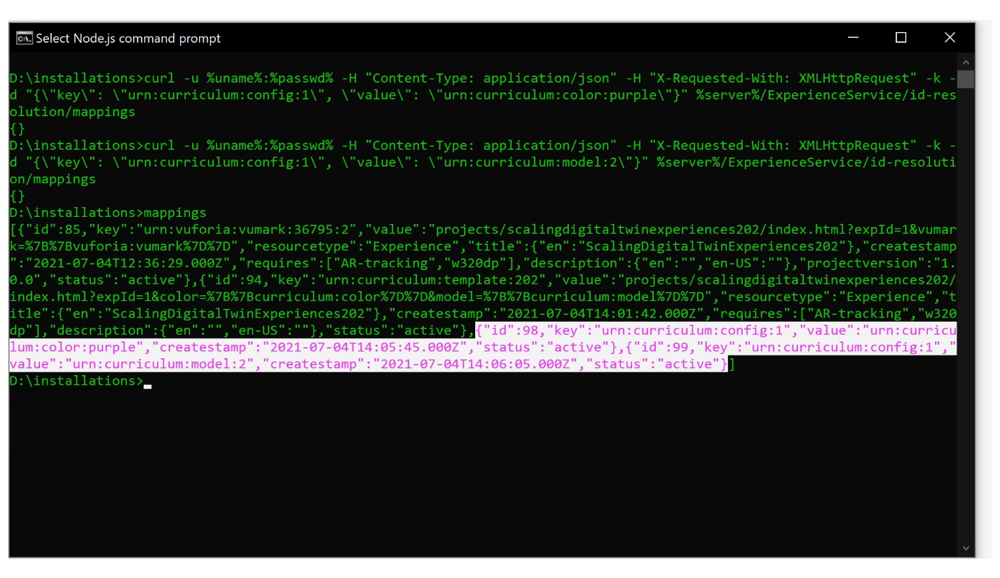 Select Node.js command prompt
D:\installations>curl -u %uname%:%passwd% -H "Content-Type: application/json" -H "X-Requested-With: XMLHttpRequest" -k -
d "{\"key\": \"urn:curriculum:config:1\", \"value\": \"urn:curriculum:color:purple\"}" %server%/ExperienceService/id-res
olution/mappings
{}
D:\installations>curl -u %uname%:%passwd% -H "Content-Type: application/json" -H "X-Requested-With: XMLHttpRequest" -k -
d "{\"key\": \"urn:curriculum:config:1\", \"value\": \"urn:curriculum:model:2\"}" %server%/ExperienceService/id-resoluti
on/mappings
{}
D:\installations>mappings
[{"id":85,"key":"urn:vuforia:vumark:36795:2","value":"projects/scalingdigitaltwinexperiences202/index.html?expId=1&vumar
k=%7B%7Bvuforia:vumark%7D%7D","resourcetype":"Experience","title":{"en":"ScalingDigitalTwinExperiences202"},"createstamp
":"2021-07-04T12:36:29.000Z","requires":["AR-tracking","w320dp"],"description":{"en":"","en-US":""},"projectversion":"1.
0.0","status":"active"},{"id":94,"key":"urn:curriculum:template:202","value":"projects/scalingdigitaltwinexperiences202/
index.html?expId=1&color=%7B%7Bcurriculum:color%7D%7D&model=%7B%7Bcurriculum:model%7D%7D","resourcetype":"Experience","t
itle":{"en":"ScalingDigitalTwinExperiences202"},"createstamp":"2021-07-04T14:01:42.000Z","requires":["AR-tracking","w320
dp"],"description":{"en":"","en-US":""},"status":"active"},{"id":98,"key":"urn:curriculum:config:1","value":"urn:curricu
lum:color:purple","createstamp":"2021-07-04T14:05:45.000Z","status":"active"},{"id":99,"key":"urn:curriculum:config:1","
value":"urn:curriculum:model:2","createstamp":"2021-07-04T14:06:05.000Z","status":"active"}]
D:\installations>